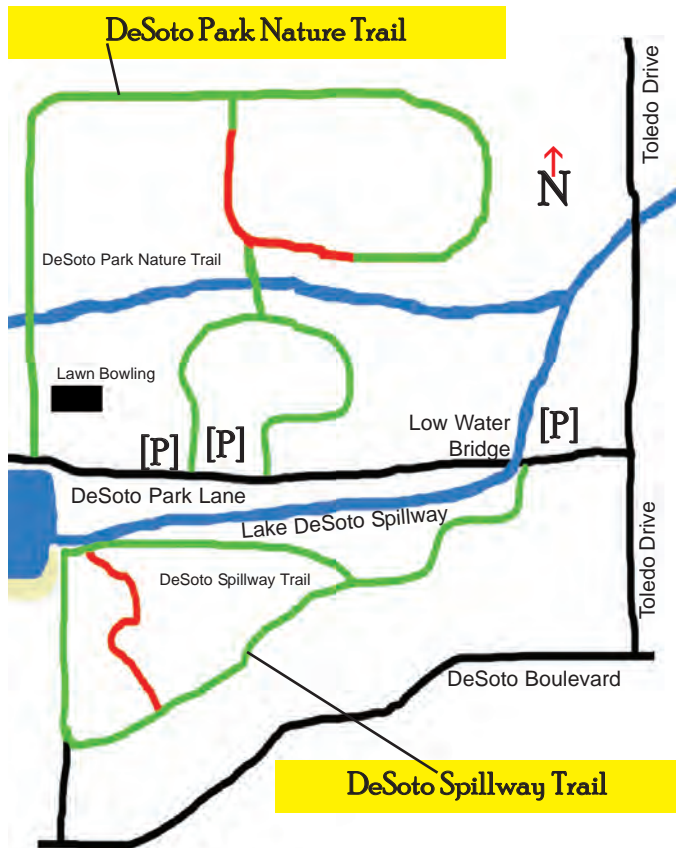 DeSoto Park Nature Trail
Toledo Drive
N
DeSoto Park Nature Trail
Lawn Bowling
[P]
[P]
Low Water
Bridge
[P]
DeSoto Park Lane
Lake DeSoto Spillway
DeSoto Spillway Trail
Toledo Drive
DeSoto Boulevard
DeSoto Spillway Trail